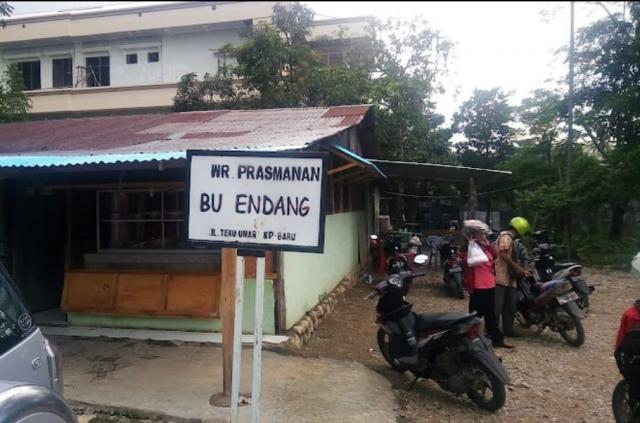 WR. PRASMANAN
BU ENDANG
JL. TEKU UMAR KP. BARU